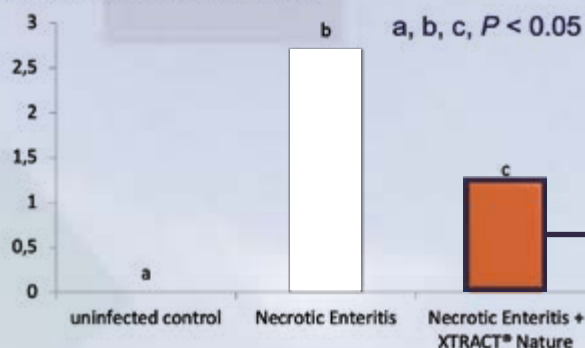 3
a, b, c, P < 0.05
b
2,5
2
1,5
c
1
0,5
a
0
uninfected control
Necrotic Enteritis
Necrotic Enteritis +
XTRACT® Nature